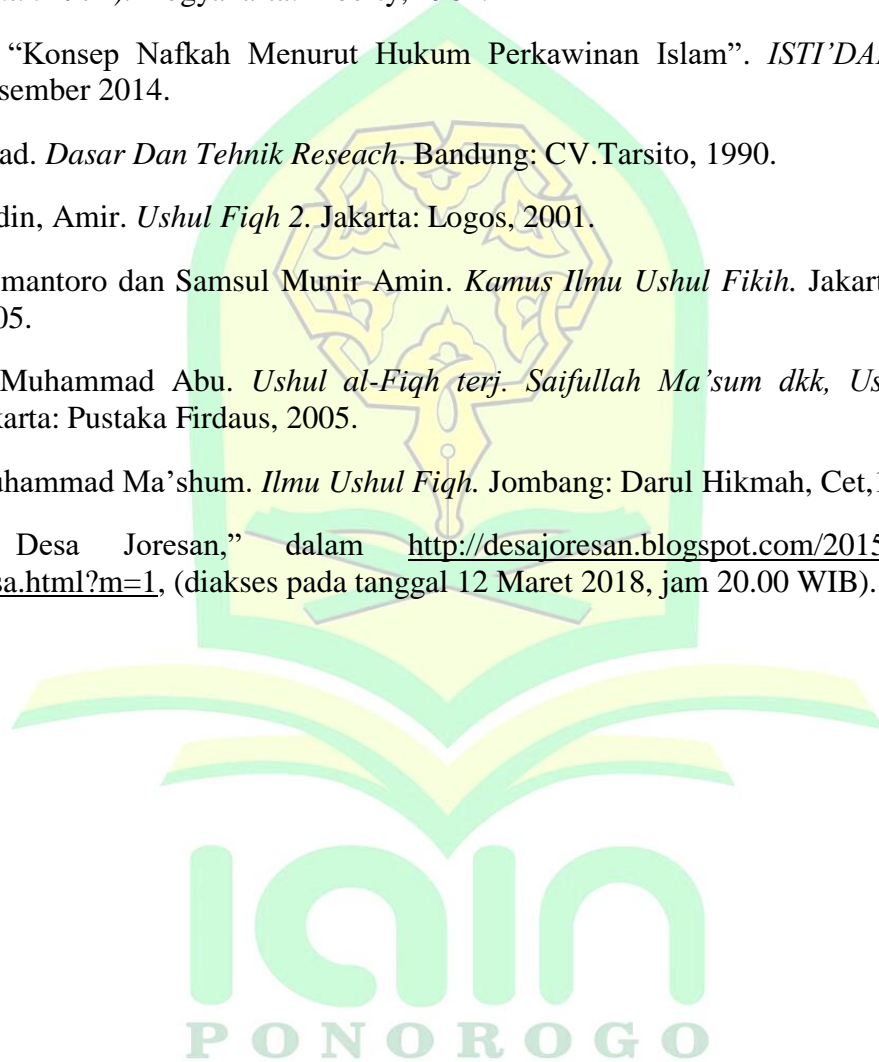 “Konsep Nafkah Menurut Hukum Perkawinan Islam”. ISTI’DA
sember 2014.
ad. Dasar Dan Tehnik Reseach. Bandung: CV.Tarsito, 1990.
din, Amir. Ushul Fiqh 2. Jakarta: Logos, 2001.
mantoro dan Samsul Munir Amin. Kamus Ilmu Ushul Fikih. Jakart
05.
Muhammad Abu. Ushul al-Fiqh terj. Saifullah Ma’sum dkk, Us
karta: Pustaka Firdaus, 2005.
uhammad Ma’shum. Ilmu Ushul Fiqh. Jombang: Darul Hikmah, Cet,1
Desa Joresan,” dalam http://desajoresan.blogspot.com/2015
sa.html?m=1, (diakses pada tanggal 12 Maret 2018, jam 20.00 WIB).
iain
PONOROGO